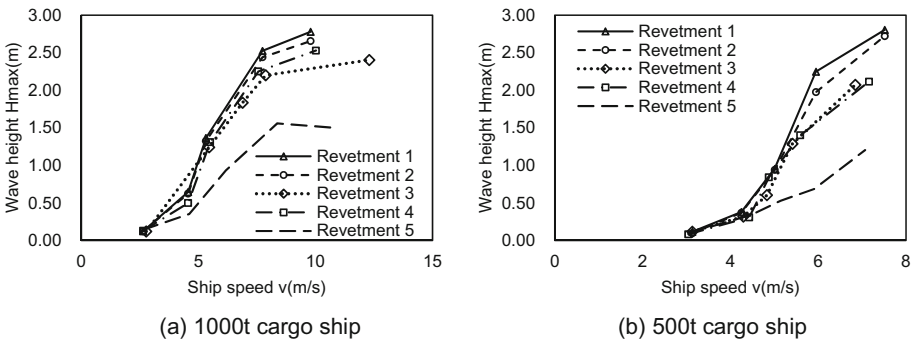 Wave height Hmax(m)
3.00
2.50
2.00
1.50
1.00
0.50
0.00
0
5
10
15
Ship speed v(m/s)
Revetment 1
Revetment 2
Revetment 3
Revetment 4
Revetment 5
(a) 1000t cargo ship
Wave height Hmax(m)
3.00
2.50
2.00
1.50
1.00
0.50
0.00
0
2
4
6
8
Ship speed v(m/s)
Revetment 1
Revetment 2
Revetment 3
Revetment 4
Revetment 5
(b) 500t cargo ship